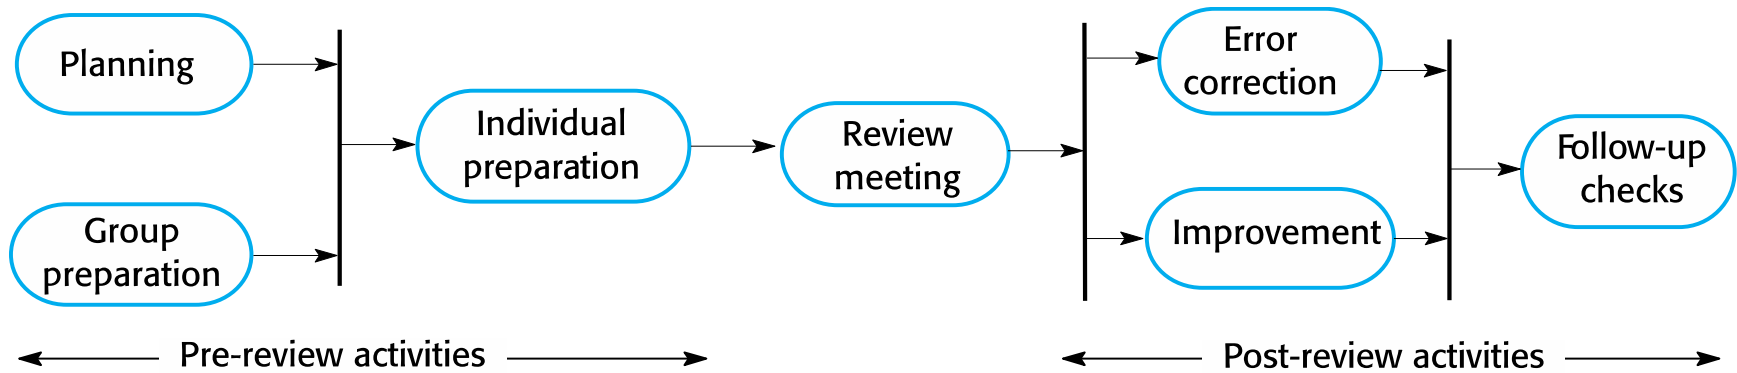 Planning
Group
preparation
Individual
preparation
Review
meeting
Error
correction
Improvement
Follow-up
checks
Pre-review activities
Post-review activities